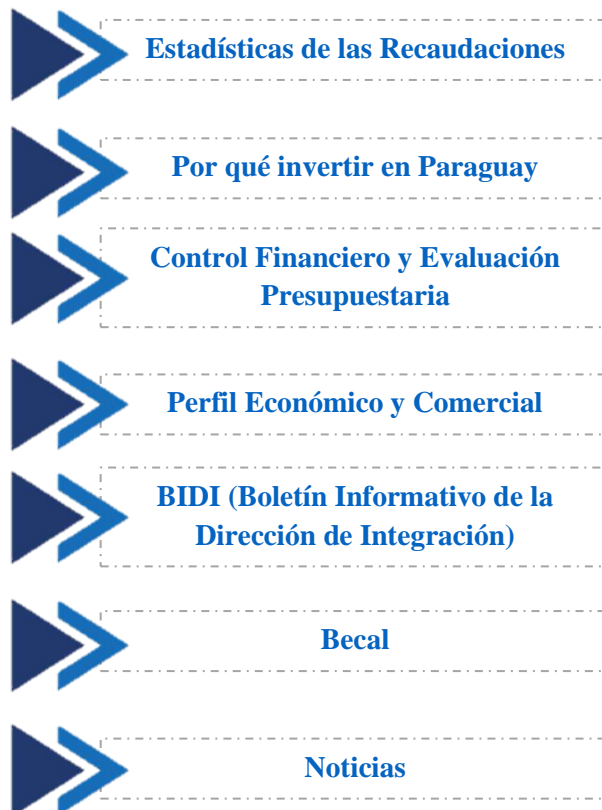 Estadísticas de las Recaudaciones
Por qué invertir en Paraguay
Control Financiero y Evaluación
Presupuestaria
Perfil Económico y Comercial
BIDI (Boletín Informativo de la
Dirección de Integración)
Becal
Noticias